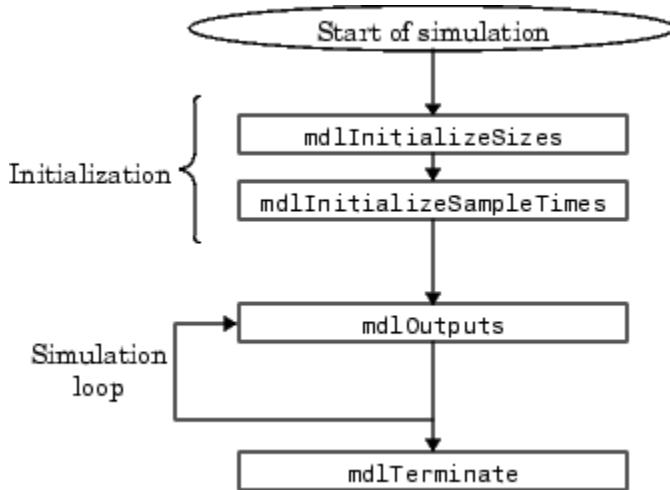 Start of simulation
mdlInitializeSizes
Initialization
mdlInitializeSampleTimes
mdlOutputs
Simulation
loop
mdlTerminate